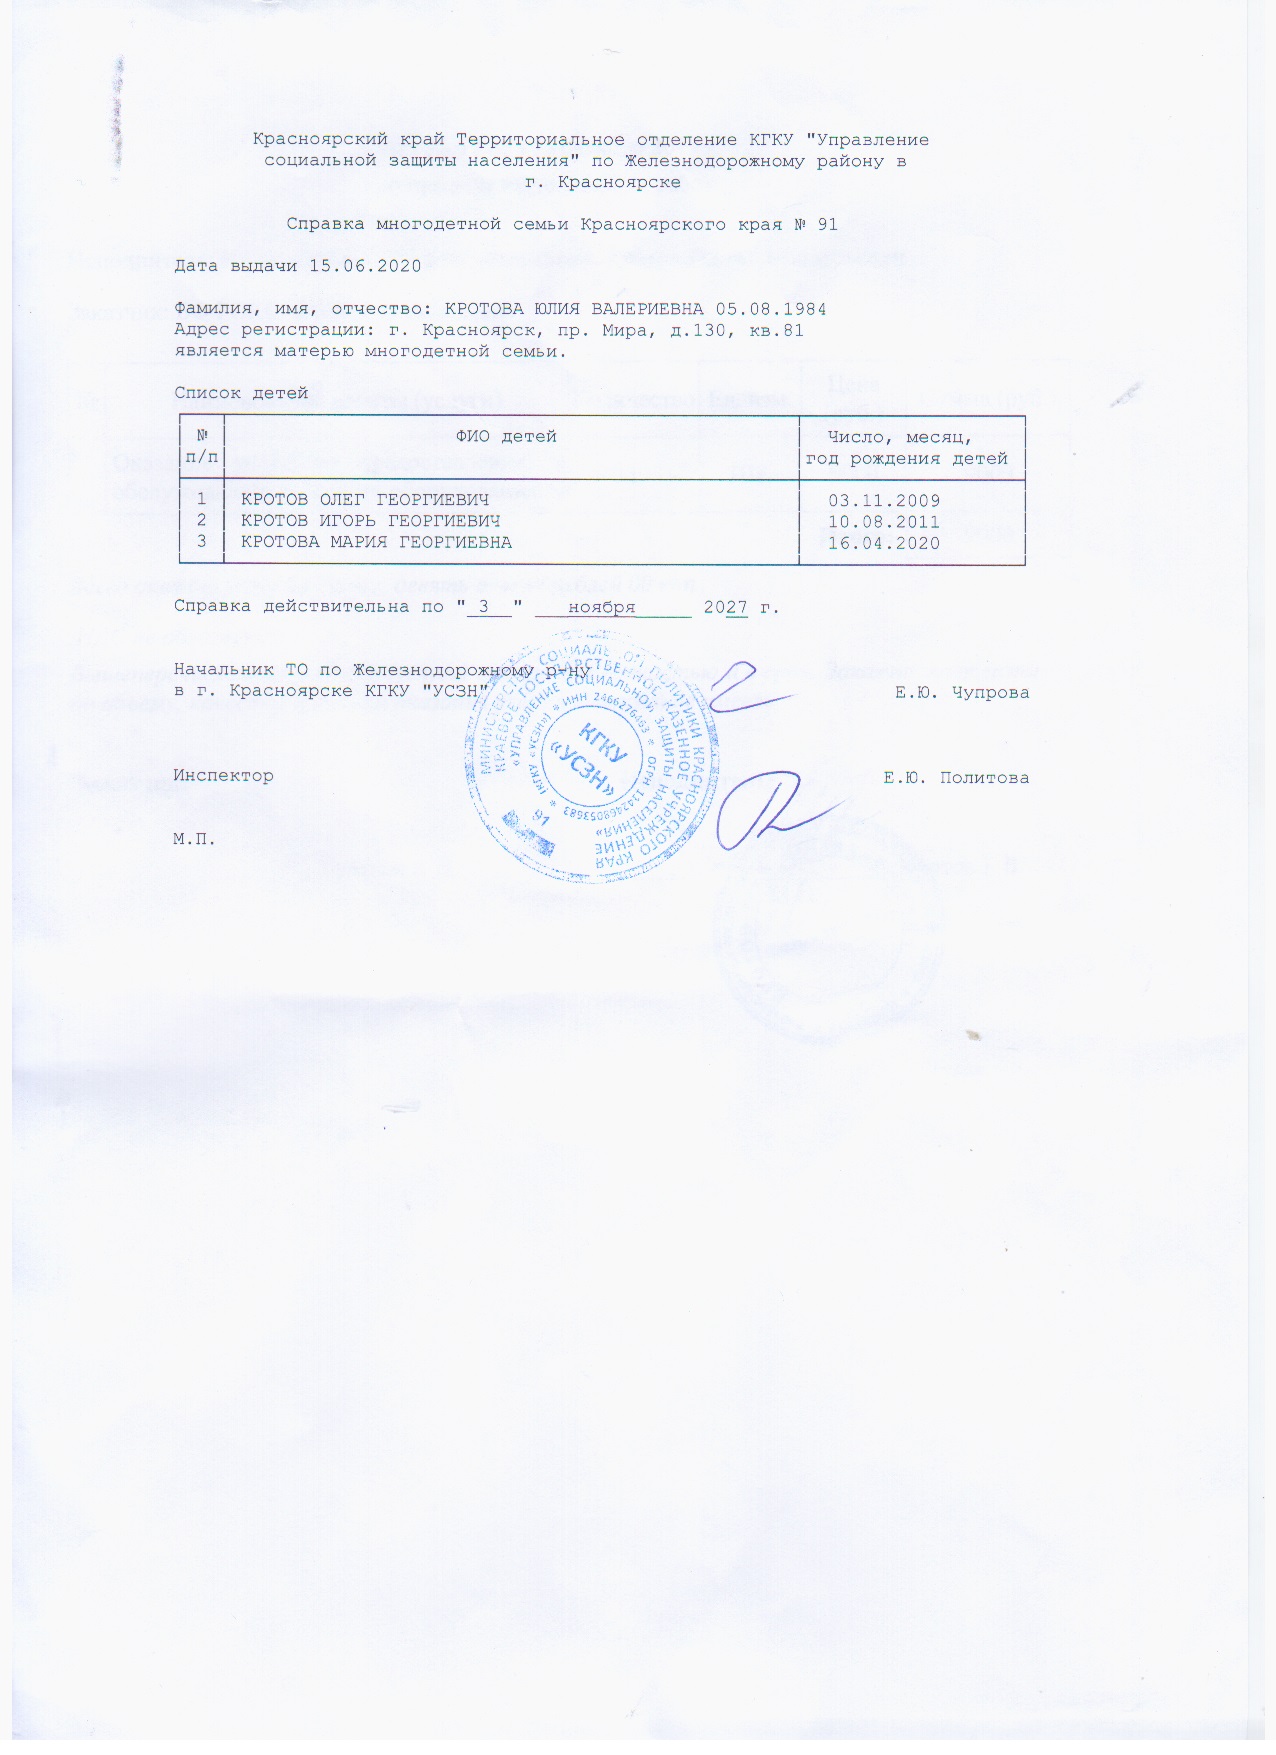 Красноярский край Территориальное отделение КГКУ "Управление
социальной защиты населения" по Железнодорожному району в
г. Красноярске
Справка многодетной семьи Красноярского края № 91
Дата выдачи 15.06.2020
Фамилия, имя, отчество: КРОТОВА ЮЛИЯ ВАЛЕРИЕВНА 05.08.1984
Адрес регистрации: г. Красноярск, пр. Мира, д.130, кв.81
является матерью многодетной семьи.
Список детей
№ п/п ФИО детей Число, месяц, год рождения детей
1 КРОТОВ ОЛЕГ ГЕОРГИЕВИЧ 03.11.2009
2 КРОТОВ ИГОРЬ ГЕОРГИЕВИЧ 10.08.2011
3 КРОТОВА МАРИЯ ГЕОРГИЕВНА 16.04.2020
Справка действительна по " 3 " ноября 2027 г.
Начальник ТО по Железнодорожному р-ну
в г. Красноярске КГКУ "УСЗН" Е.Ю. Чупрова
Инспектор Е.Ю. Политова
М.П.
МИНИСТЕРСТВО СОЦИАЛЬНОЙ ПОЛИТИКИ КРАСНОЯРСКОГО КРАЯ
КРАЕВОЕ ГОСУДАРСТВЕННОЕ КАЗЕННОЕ УЧРЕЖДЕНИЕ
«УПРАВЛЕНИЕ СОЦИАЛЬНОЙ ЗАЩИТЫ НАСЕЛЕНИЯ»
(КГКУ «УСЗН») * ИНН 2466276463 * ОГРН
КГКУ
«УСЗН»
91